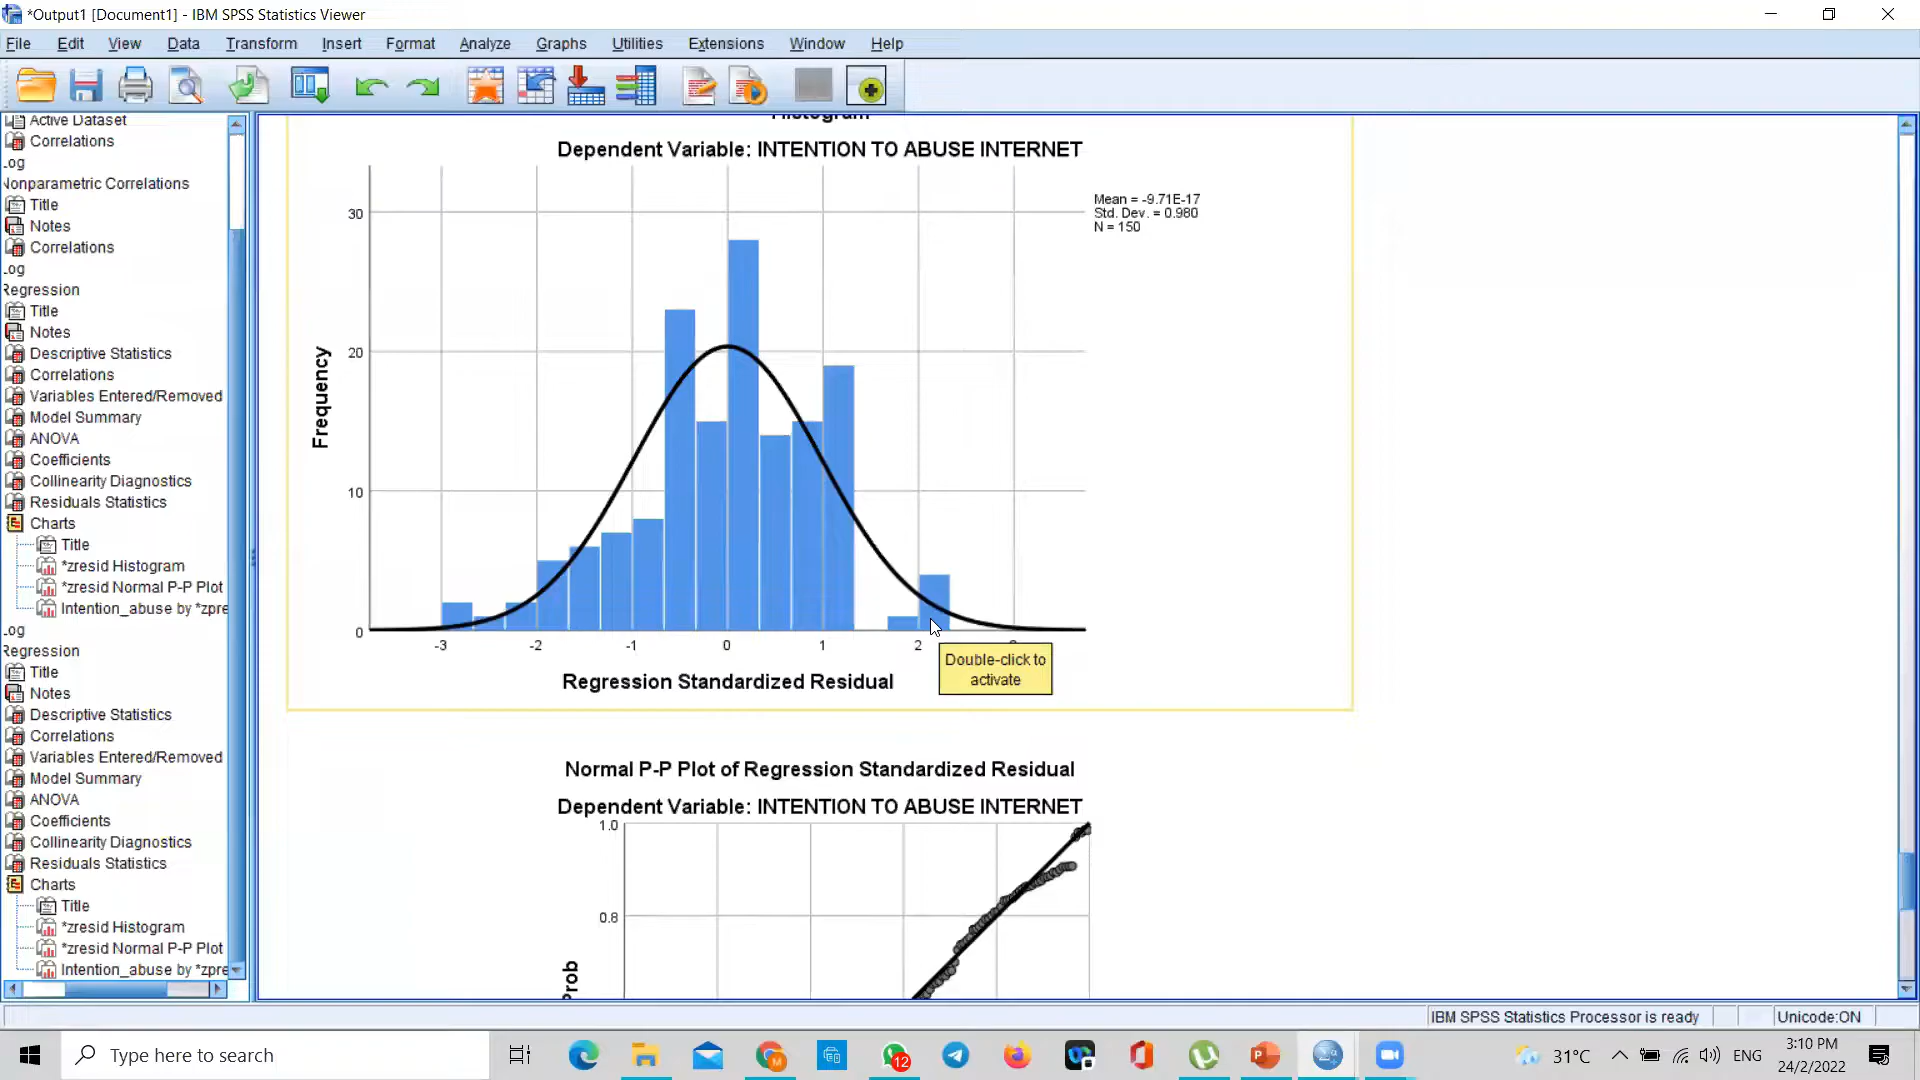 *Output1 [Document1] - IBM SPSS Statistics Viewer
File Edit View Data Transform Insert Format Analyze Graphs Utilities Extensions Window Help
Active Dataset
Correlations
Log
Nonparametric Correlations
Title
Notes
Correlations
Log
Regression
Title
Notes
Descriptive Statistics
Correlations
Variables Entered/Removed
Model Summary
ANOVA
Coefficients
Collinearity Diagnostics
Residuals Statistics
Charts
Title
*zresid Histogram
*zresid Normal P-P Plot
Intention_abuse by *zpre
Log
Regression
Title
Notes
Descriptive Statistics
Correlations
Variables Entered/Removed
Model Summary
ANOVA
Coefficients
Collinearity Diagnostics
Residuals Statistics
Charts
Title
*zresid Histogram
*zresid Normal P-P Plot
Intention_abuse by *zpre
Histogram
Dependent Variable: INTENTION TO ABUSE INTERNET
Mean = -9.71E-17
Std. Dev. = 0.980
N = 150
30
20
10
0
Frequency
-3 -2 -1 0 1 2
Regression Standardized Residual
Double-click to
activate
Normal P-P Plot of Regression Standardized Residual
Dependent Variable: INTENTION TO ABUSE INTERNET
1.0
0.8
Prob
IBM SPSS Statistics Processor is ready
Unicode:ON
Type here to search
12
31°C
ENG
3:10 PM
24/2/2022